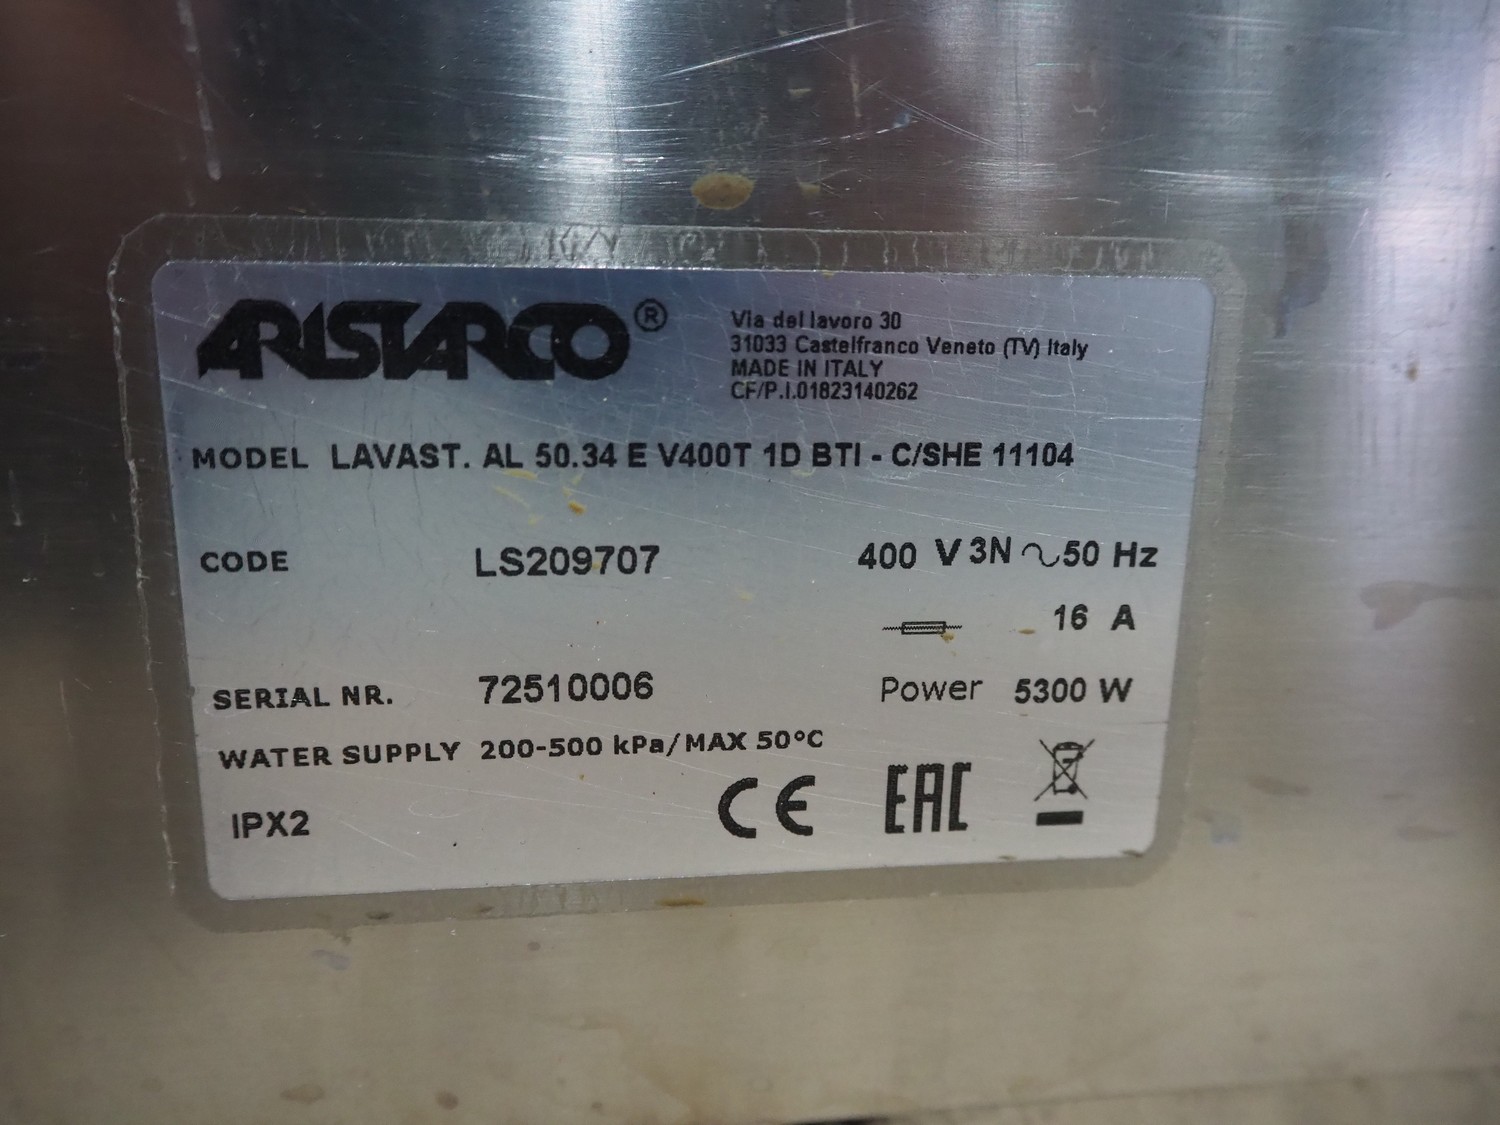 ARISTARCO®
Via del lavoro 30
31033 Castelfranco Veneto (TV) Italy
MADE IN ITALY
CF/P.I.01823140262
MODEL LAVAST. AL 50.34 E V400T 1D BTI - C/SHE 11104
CODE LS209707 400 V 3N ~ 50 Hz
16 A
SERIAL NR. 72510006 Power 5300 W
WATER SUPPLY 200-500 kPa/MAX 50°C
IPX2 CE EAC